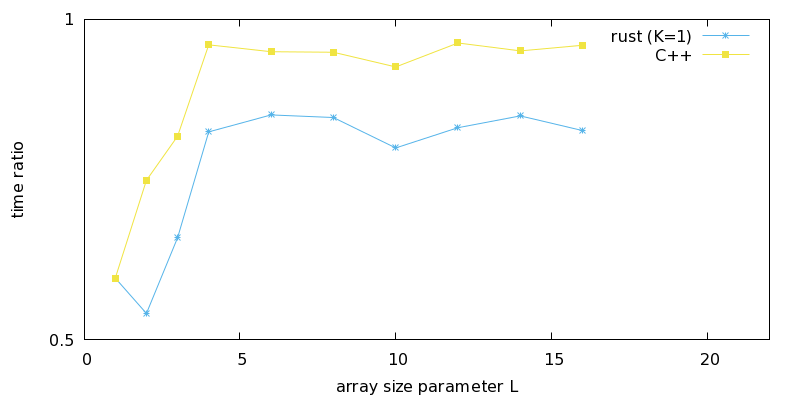 1
rust (K=1)
C++
time ratio
0.5
0 5 10 15 20
array size parameter L